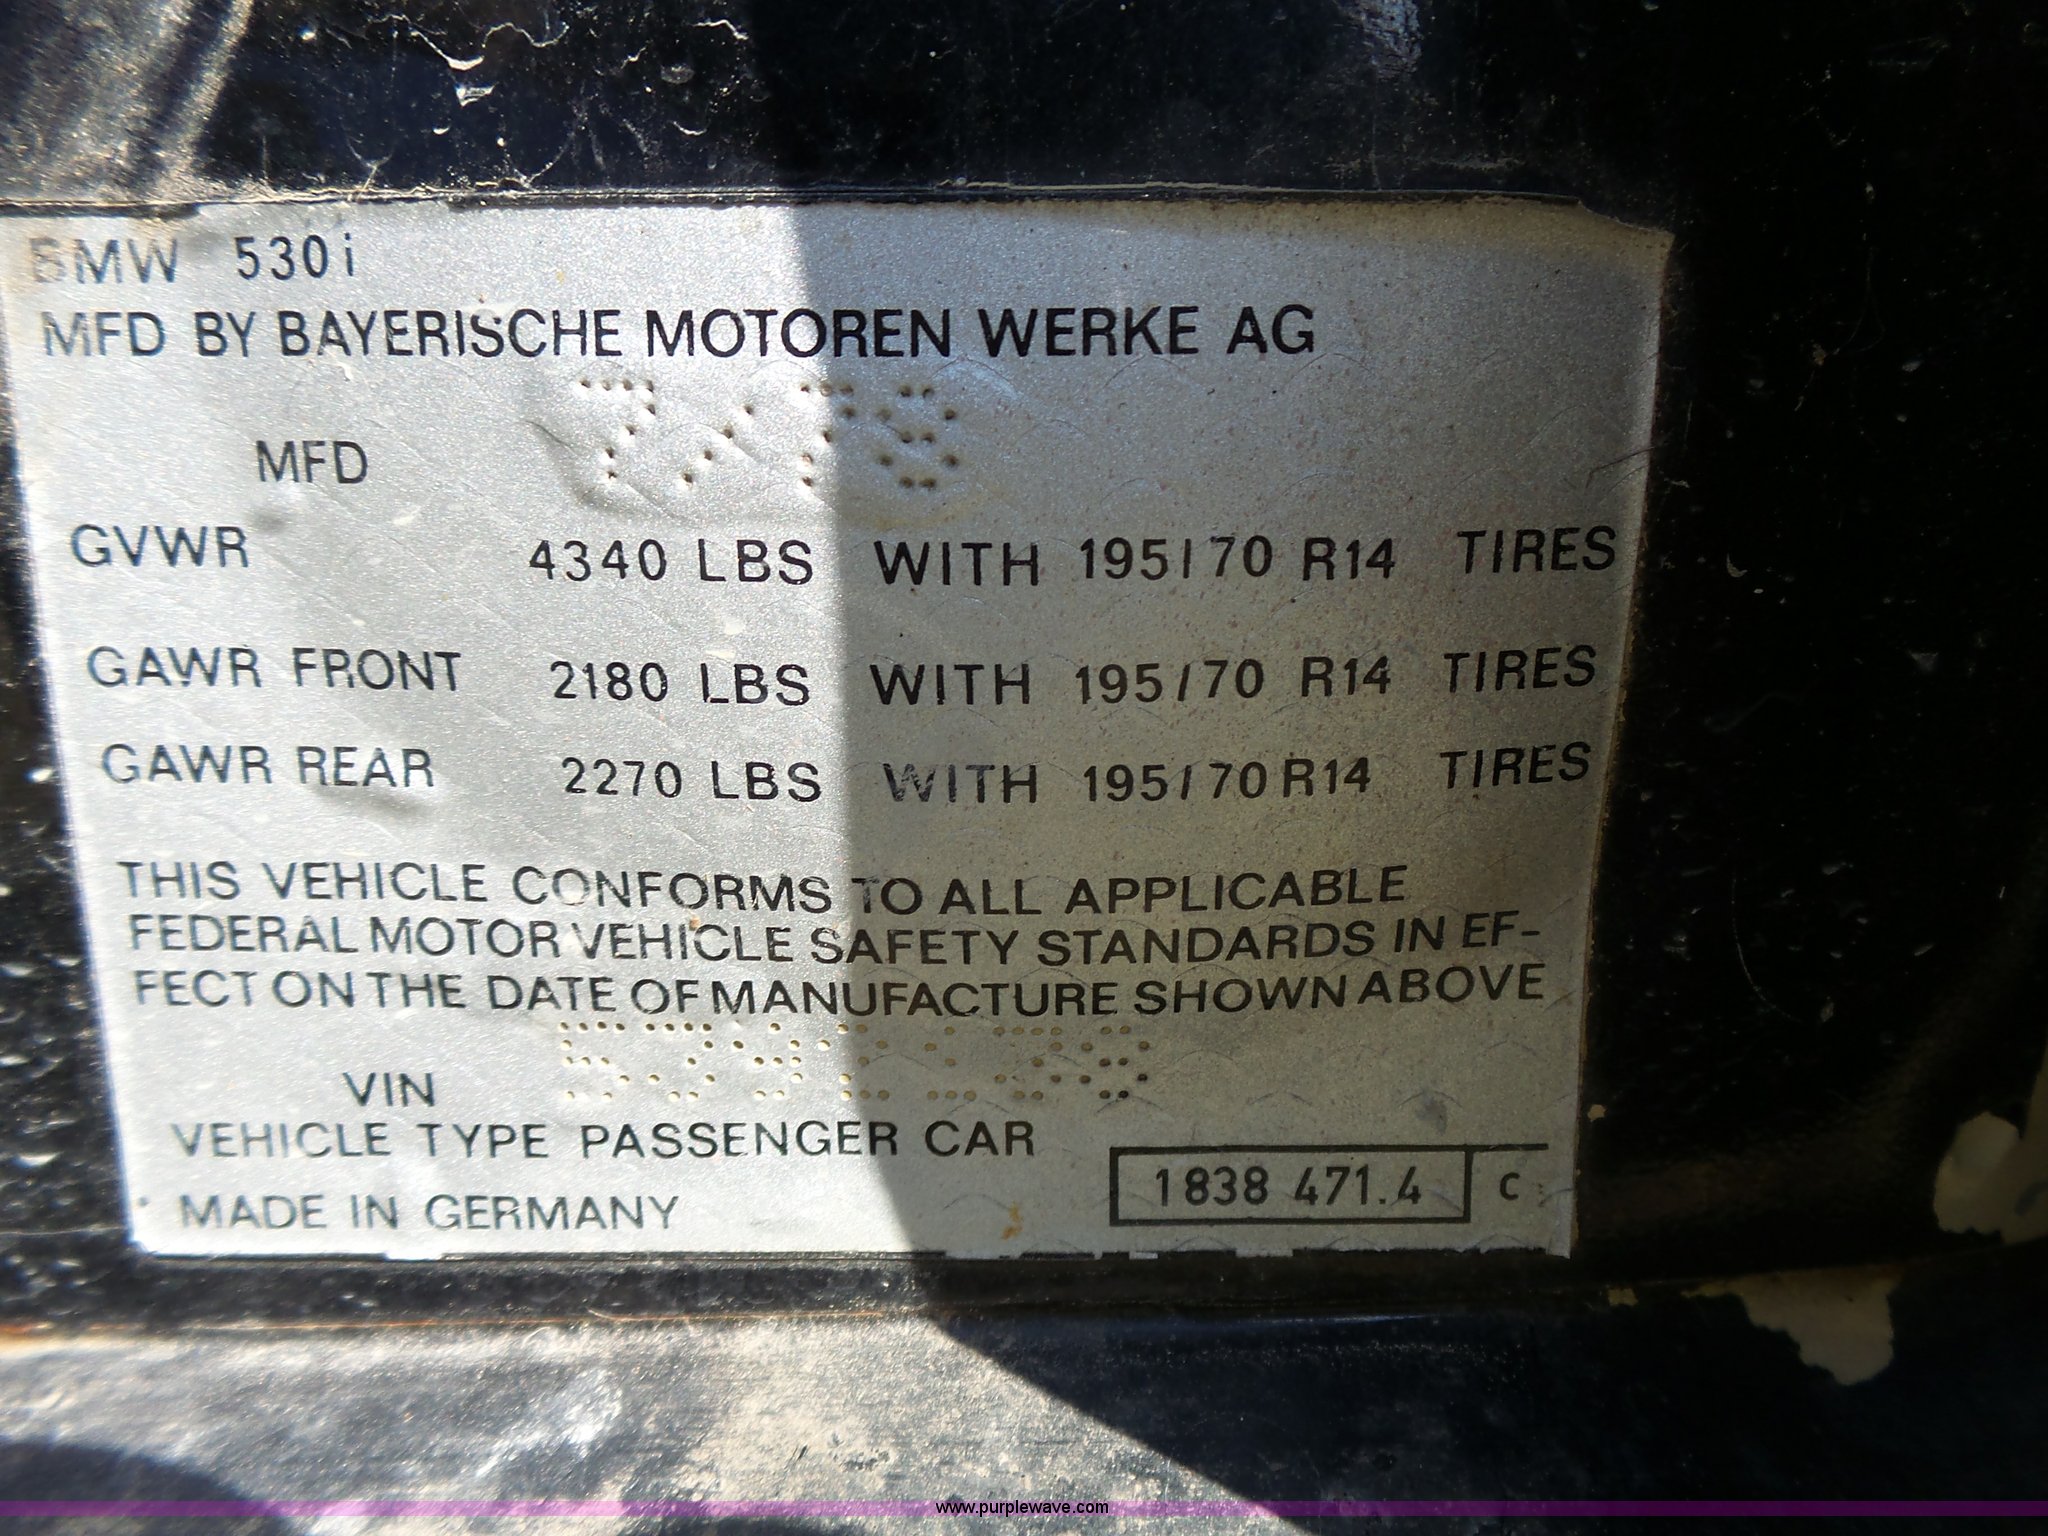 BMW 530i
MFD BY BAYERISCHE MOTOREN WERKE AG
MFD 7/78
GVWR 4340 LBS WITH 195/70 R14 TIRES
GAWR FRONT 2180 LBS WITH 195/70 R14 TIRES
GAWR REAR 2270 LBS WITH 195/70 R14 TIRES
THIS VEHICLE CONFORMS TO ALL APPLICABLE
FEDERAL MOTOR VEHICLE SAFETY STANDARDS IN EF-
FECT ON THE DATE OF MANUFACTURE SHOWN ABOVE
VIN
VEHICLE TYPE PASSENGER CAR
MADE IN GERMANY
1838 471.4 C
www.purplewave.com